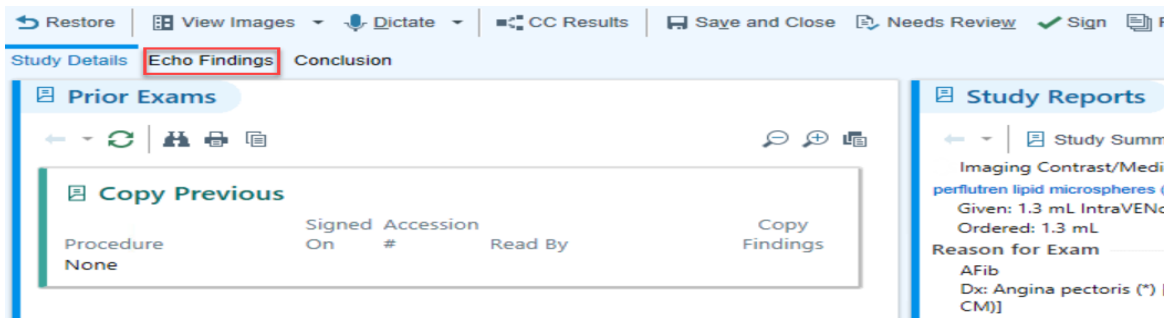 Restore View Images Dictate CC Results Save and Close Needs Review Sign
Study Details Echo Findings Conclusion
Prior Exams
Copy Previous
Signed Accession Copy
Procedure On # Read By Findings
None
Study Reports
Study Summ
Imaging Contrast/Medi
perflutren lipid microspheres (
Given: 1.3 mL IntraVENo
Ordered: 1.3 mL
Reason for Exam
AFib
Dx: Angina pectoris (*) [
CM)]